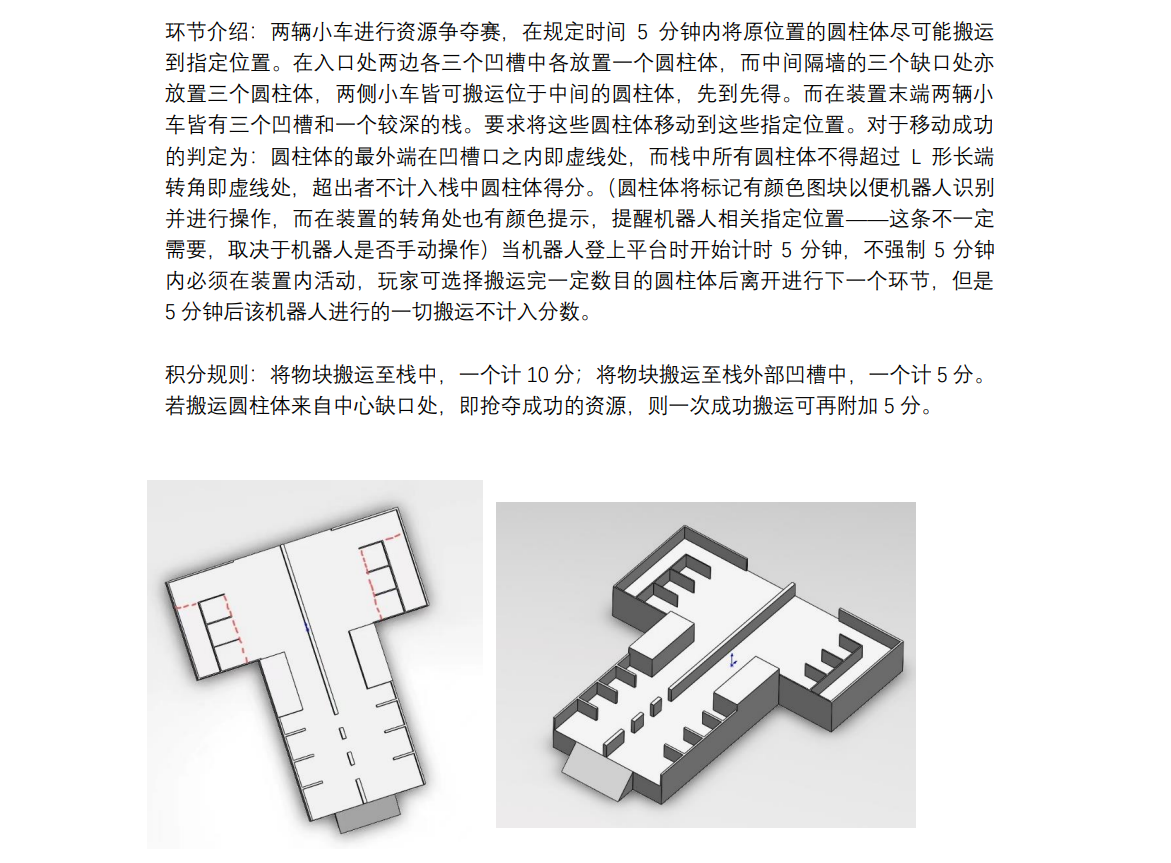 环节介绍：两辆小车进行资源争夺赛，在规定时间 5 分钟内将原位置的圆柱体尽可能搬运
到指定位置。在入口处两边各三个凹槽中各放置一个圆柱体，而中间隔墙的三个缺口处亦
放置三个圆柱体，两侧小车皆可搬运位于中间的圆柱体，先到先得。而在装置末端两辆小
车皆有三个凹槽和一个较深的栈。要求将这些圆柱体移动到这些指定位置。对于移动成功
的判定为：圆柱体的最外端在凹槽口之内即虚线处，而栈中所有圆柱体不得超过 L 形长端
转角即虚线处，超出者不计入栈中圆柱体得分。（圆柱体将标记有颜色图块以便机器人识别
并进行操作，而在装置的转角处也有颜色提示，提醒机器人相关指定位置——这条不一定
需要，取决于机器人是否手动操作）当机器人登上平台时开始计时 5 分钟，不强制 5 分钟
内必须在装置内活动，玩家可选择搬运完一定数目的圆柱体后离开进行下一个环节，但是
5 分钟后该机器人进行的一切搬运不计入分数。
积分规则：将物块搬运至栈中，一个计 10 分；将物块搬运至栈外部凹槽中，一个计 5 分。
若搬运圆柱体来自中心缺口处，即抢夺成功的资源，则一次成功搬运可再附加 5 分。